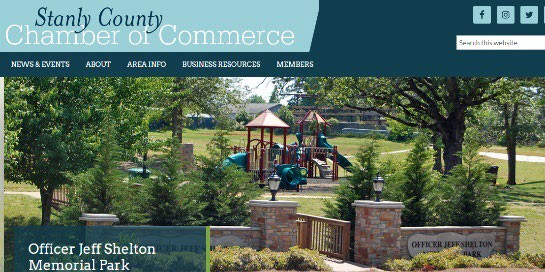 Stanly County
Chamber of Commerce
Search this website
NEWS & EVENTS ABOUT AREA INFO BUSINESS RESOURCES MEMBERS
OFFICER JEFF SHELTON
PARK
Officer Jeff Shelton
Memorial Park